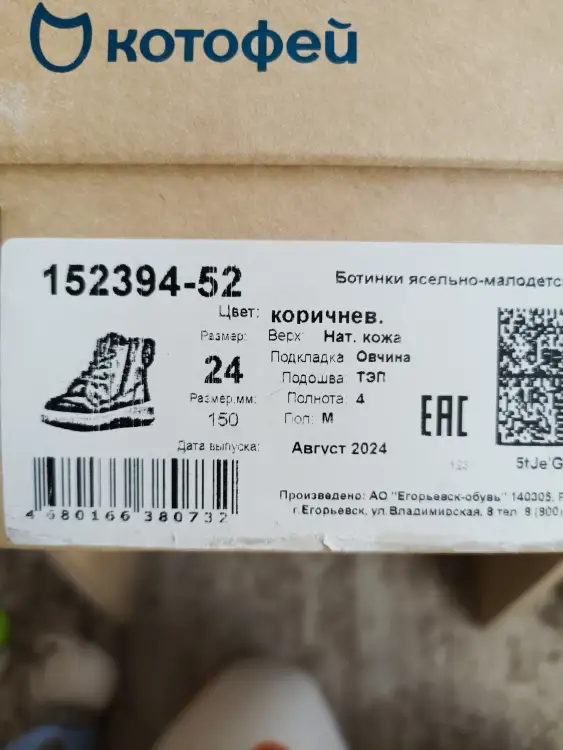 котофей
152394-52
Ботинки ясельно-малодетс
Цвет: коричнев.
Размер: Верх: Нат. кожа
24 Подкладка Овчина
Подошва ТЭП
Размер,мм: Полнота: 4
150 Пол: М
EAC
Дата выпуска: Август 2024
123
5tJe'G
4 680166 380732
Произведено: АО "Егорьевск-обувь" 140305, Р
г.Егорьевск, ул.Владимирская, 8 тел. 8 (800)